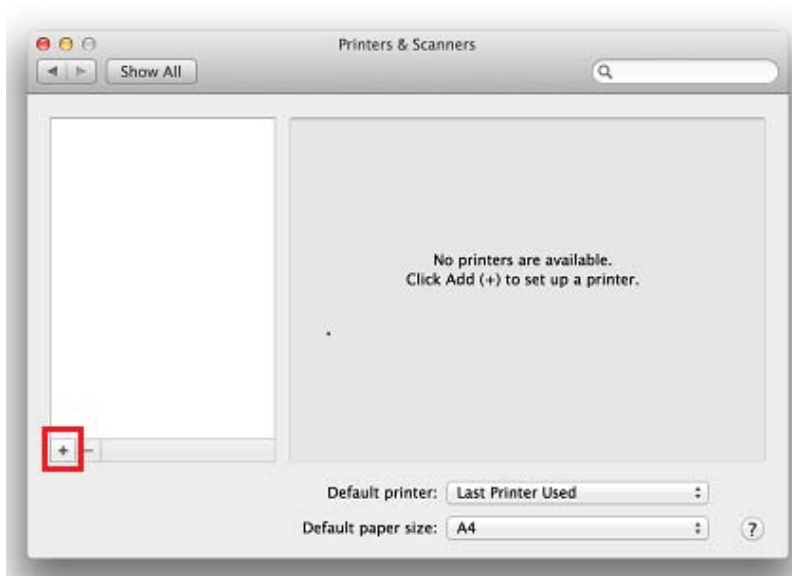 Printers & Scanners
Show All
No printers are available.
Click Add (+) to set up a printer.
+ −
Default printer: Last Printer Used
Default paper size: A4
?